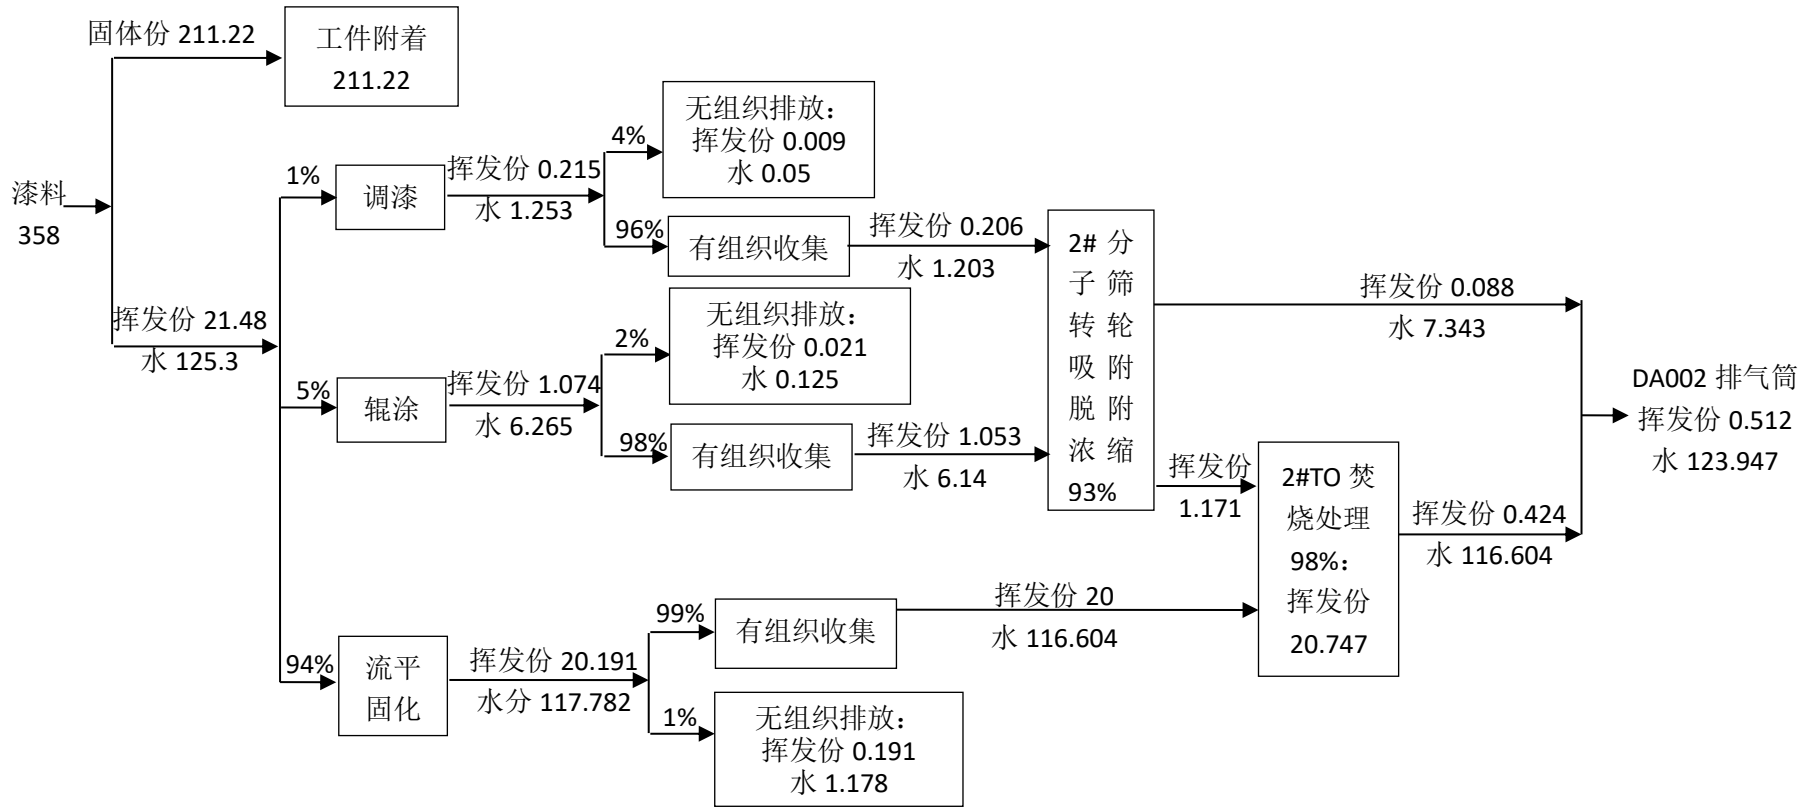 固体份 211.22
工件附着
211.22
漆料
358
挥发份 21.48
水 125.3
1%
调漆
挥发份 0.215
水 1.253
4%
无组织排放：
挥发份 0.009
水 0.05
96%
有组织收集
挥发份 0.206
水 1.203
5%
辊涂
挥发份 1.074
水 6.265
2%
无组织排放：
挥发份 0.021
水 0.125
98%
有组织收集
挥发份 1.053
水 6.14
2# 分
子 筛
转 轮
吸 附
脱 附
浓 缩
93%
挥发份 0.088
水 7.343
挥发份
1.171
94%
流平
固化
挥发份 20.191
水分 117.782
99%
有组织收集
挥发份 20
水 116.604
1%
无组织排放：
挥发份 0.191
水 1.178
2#TO 焚
烧处理
98%：
挥发份
20.747
挥发份 0.424
水 116.604
DA002 排气筒
挥发份 0.512
水 123.947